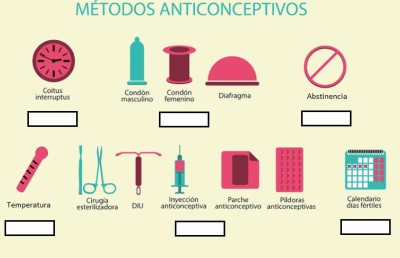 MÉTODOS ANTICONCEPTIVOS
Coitus
interruptus
Condón
masculino
Condón
femenino
Diafragma
Abstinencia
Temperatura
Cirugía
esterilizadora
DIU
Inyección
anticonceptiva
Parche
anticonceptivo
Píldoras
anticonceptivas
Calendario
días fértiles